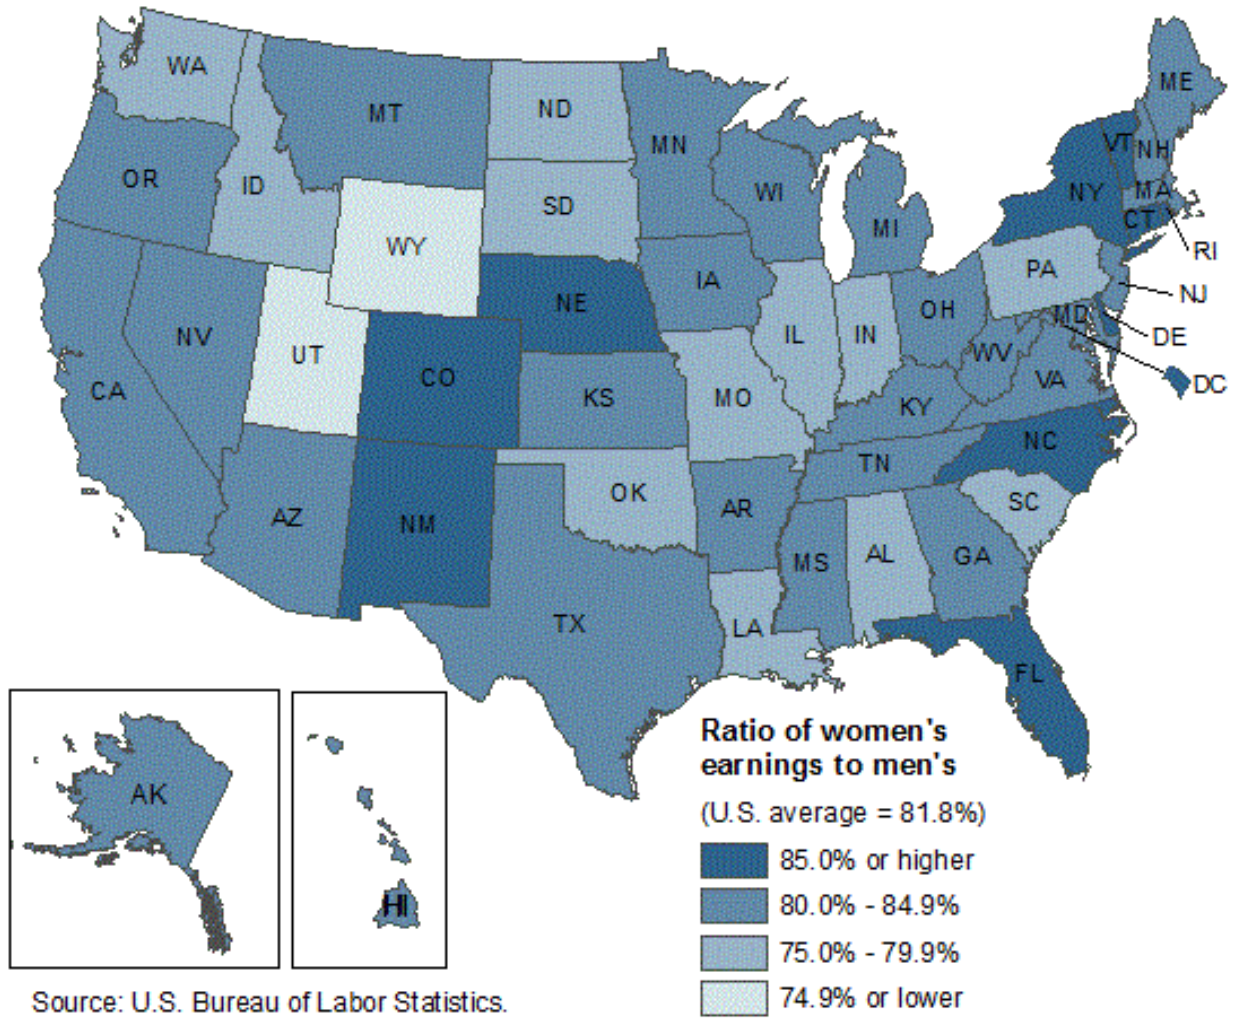 WA
MT
ND
MN
ME
VT
NH
OR
ID
SD
WI
MI
NY
MA
CT
RI
WY
PA
NJ
NE
IA
OH
MD
DE
NV
UT
CO
IL
IN
WV
VA
DC
CA
KS
MO
KY
NC
AZ
NM
OK
AR
TN
SC
MS
AL
GA
TX
LA
FL
AK
HI
Ratio of women's
earnings to men's
(U.S. average = 81.8%)
85.0% or higher
80.0% - 84.9%
75.0% - 79.9%
74.9% or lower
Source: U.S. Bureau of Labor Statistics.